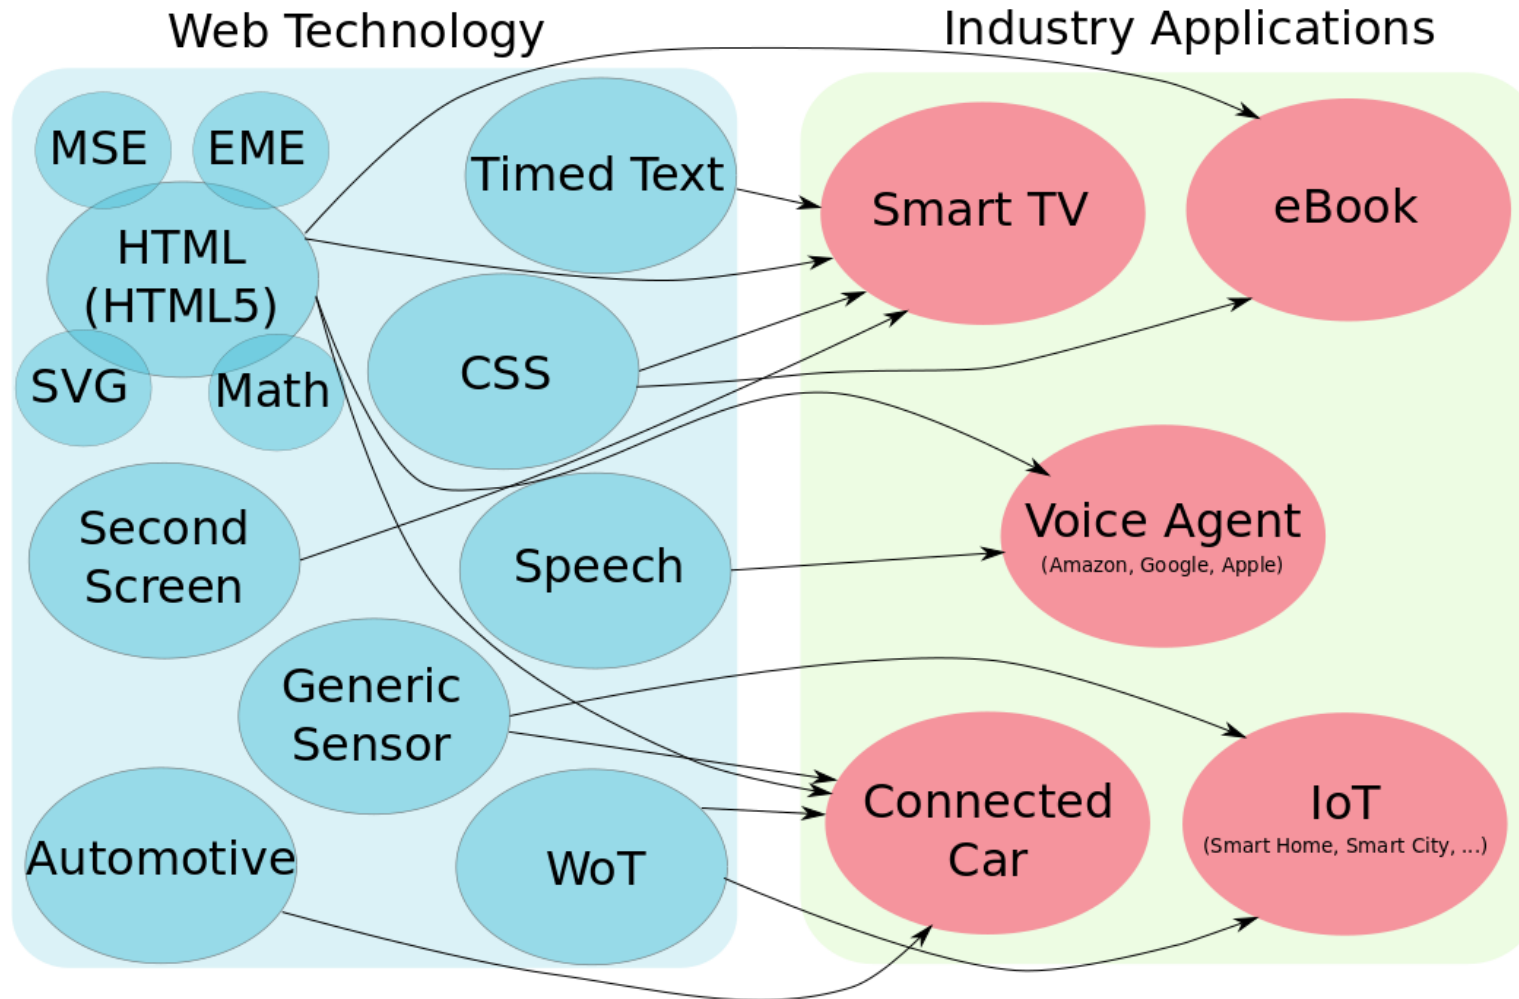 Web Technology
Industry Applications
MSE
EME
HTML
(HTML5)
SVG
Math
Timed Text
CSS
Second
Screen
Speech
Generic
Sensor
Automotive
WoT
Smart TV
eBook
Voice Agent
(Amazon, Google, Apple)
Connected
Car
IoT
(Smart Home, Smart City, ...)